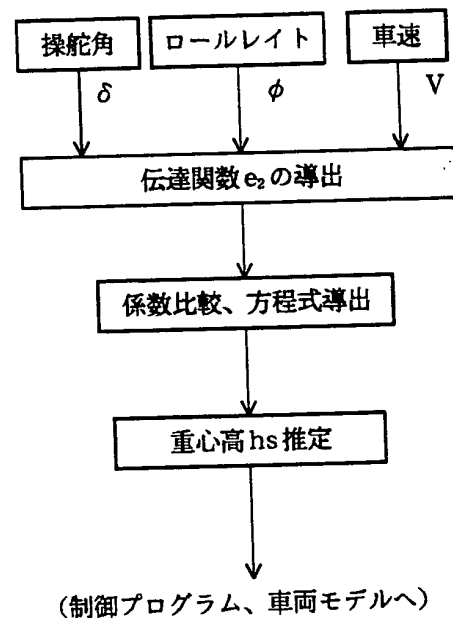 操舵角 ロールレイト 車速
δ φ V
伝達関数e₂の導出
係数比較、方程式導出
重心高hs推定
(制御プログラム、車両モデルへ)